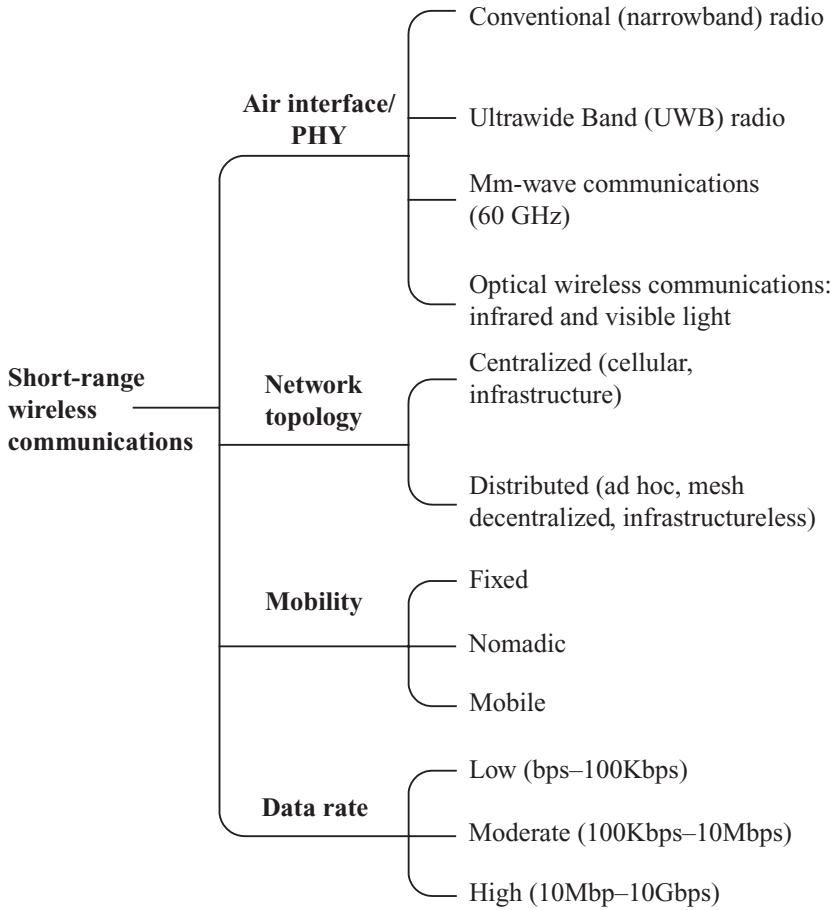 Conventional (narrowband) radio
Air interface/
PHY
Ultrawide Band (UWB) radio
Mm-wave communications
(60 GHz)
Optical wireless communications:
infrared and visible light
Short-range
wireless
communications
Network
topology
Centralized (cellular,
infrastructure)
Distributed (ad hoc, mesh
decentralized, infrastructureless)
Mobility
Fixed
Nomadic
Mobile
Data rate
Low (bps–100Kbps)
Moderate (100Kbps–10Mbps)
High (10Mbp–10Gbps)